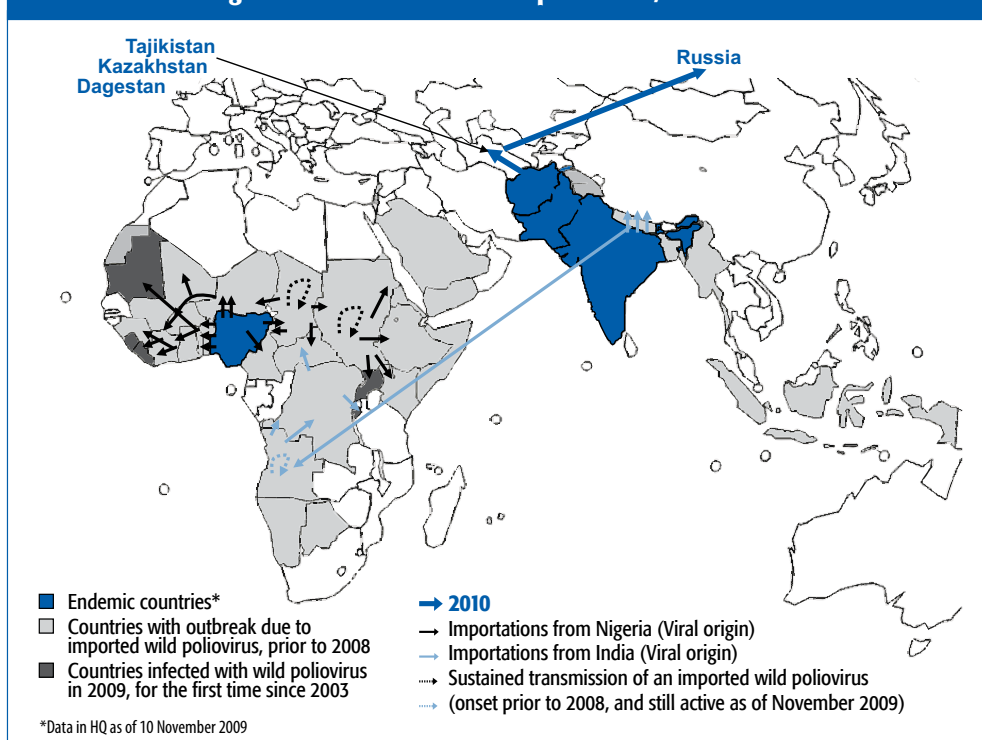 Tajikistan
Kazakhstan
Dagestan
Russia
Endemic countries*
Countries with outbreak due to
imported wild poliovirus, prior to 2008
Countries infected with wild poliovirus
in 2009, for the first time since 2003
*Data in HQ as of 10 November 2009
2010
Importations from Nigeria (Viral origin)
Importations from India (Viral origin)
Sustained transmission of an imported wild poliovirus
(onset prior to 2008, and still active as of November 2009)